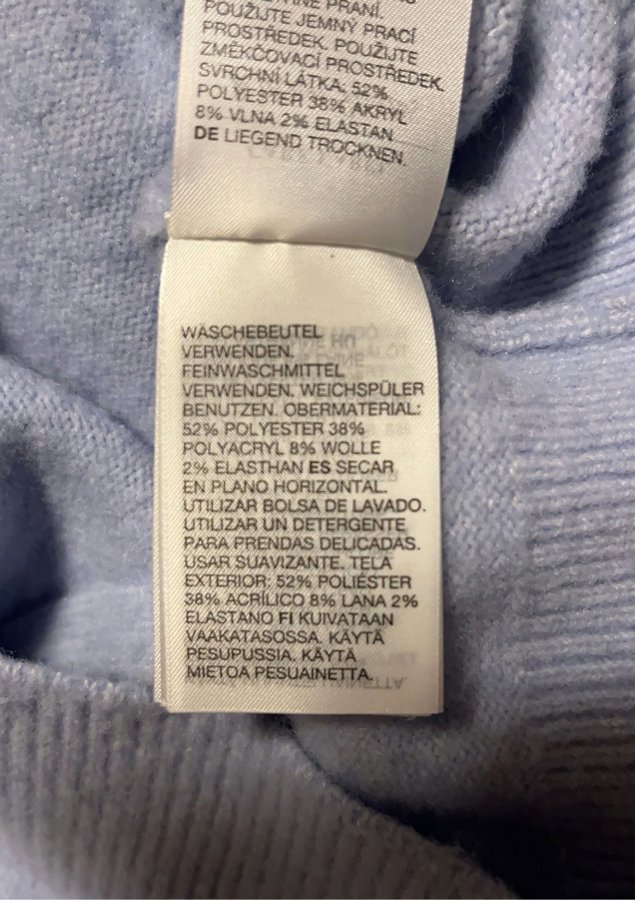 PRANÍ.
POUŽIJTE JEMNÝ PRACÍ
PROSTŘEDEK. POUŽIJTE
ZMĚKČOVACÍ PROSTŘEDEK.
SVRCHNÍ LÁTKA. 52%
POLYESTER 38% AKRYL
8% VLNA 2% ELASTAN
DE LIEGEND TROCKNEN.
WÄSCHEBEUTEL
VERWENDEN.
FEINWASCHMITTEL
VERWENDEN. WEICHSPÜLER
BENUTZEN. OBERMATERIAL:
52% POLYESTER 38%
POLYACRYL 8% WOLLE
2% ELASTHAN ES SECAR
EN PLANO HORIZONTAL.
UTILIZAR BOLSA DE LAVADO.
UTILIZAR UN DETERGENTE
PARA PRENDAS DELICADAS.
USAR SUAVIZANTE. TELA
EXTERIOR: 52% POLIÉSTER
38% ACRÍLICO 8% LANA 2%
ELASTANO FI KUIVATAAN
VAAKATASOSSA. KÄYTÄ
PESUPUSSIA. KÄYTÄ
MIETOA PESUAINETTA.